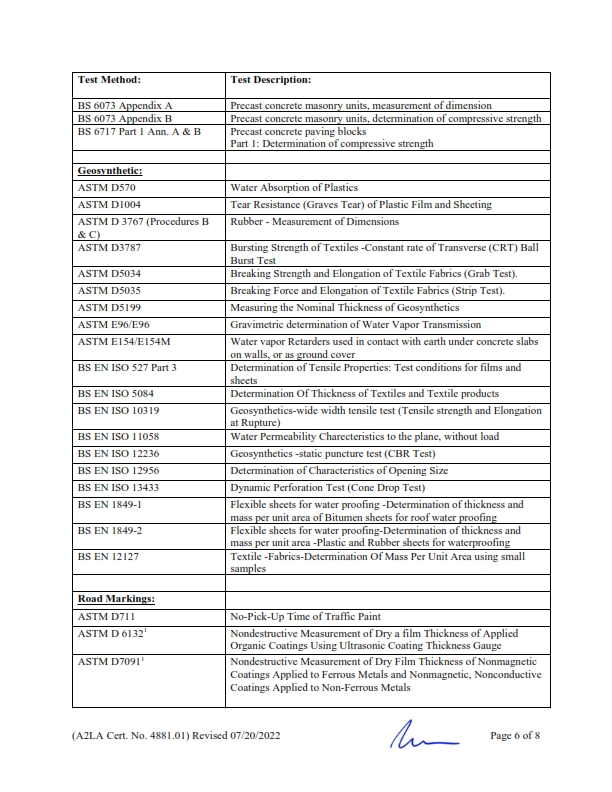 Test Method: Test Description:
BS 6073 Appendix A Precast concrete masonry units, measurement of dimension
BS 6073 Appendix B Precast concrete masonry units, determination of compressive strength
BS 6717 Part 1 Ann. A & B Precast concrete paving blocks
Part 1: Determination of compressive strength
Geosynthetic:
ASTM D570 Water Absorption of Plastics
ASTM D1004 Tear Resistance (Graves Tear) of Plastic Film and Sheeting
ASTM D 3767 (Procedures B Rubber - Measurement of Dimensions
& C)
ASTM D3787 Bursting Strength of Textiles -Constant rate of Transverse (CRT) Ball
Burst Test
ASTM D5034 Breaking Strength and Elongation of Textile Fabrics (Grab Test).
ASTM D5035 Breaking Force and Elongation of Textile Fabrics (Strip Test).
ASTM D5199 Measuring the Nominal Thickness of Geosynthetics
ASTM E96/E96 Gravimetric determination of Water Vapor Transmission
ASTM E154/E154M Water vapor Retarders used in contact with earth under concrete slabs
on walls, or as ground cover
BS EN ISO 527 Part 3 Determination of Tensile Properties: Test conditions for films and
sheets
BS EN ISO 5084 Determination Of Thickness of Textiles and Textile products
BS EN ISO 10319 Geosynthetics-wide width tensile test (Tensile strength and Elongation
at Rupture)
BS EN ISO 11058 Water Permeability Charecteristics to the plane, without load
BS EN ISO 12236 Geosynthetics -static puncture test (CBR Test)
BS EN ISO 12956 Determination of Characteristics of Opening Size
BS EN ISO 13433 Dynamic Perforation Test (Cone Drop Test)
BS EN 1849-1 Flexible sheets for water proofing -Determination of thickness and
mass per unit area of Bitumen sheets for roof water proofing
BS EN 1849-2 Flexible sheets for water proofing-Determination of thickness and
mass per unit area -Plastic and Rubber sheets for waterproofing
BS EN 12127 Textile -Fabrics-Determination Of Mass Per Unit Area using small
samples
Road Markings:
ASTM D711 No-Pick-Up Time of Traffic Paint
ASTM D 6132¹ Nondestructive Measurement of Dry a film Thickness of Applied
Organic Coatings Using Ultrasonic Coating Thickness Gauge
ASTM D7091¹ Nondestructive Measurement of Dry Film Thickness of Nonmagnetic
Coatings Applied to Ferrous Metals and Nonmagnetic, Nonconductive
Coatings Applied to Non-Ferrous Metals
(A2LA Cert. No. 4881.01) Revised 07/20/2022 Page 6 of 8